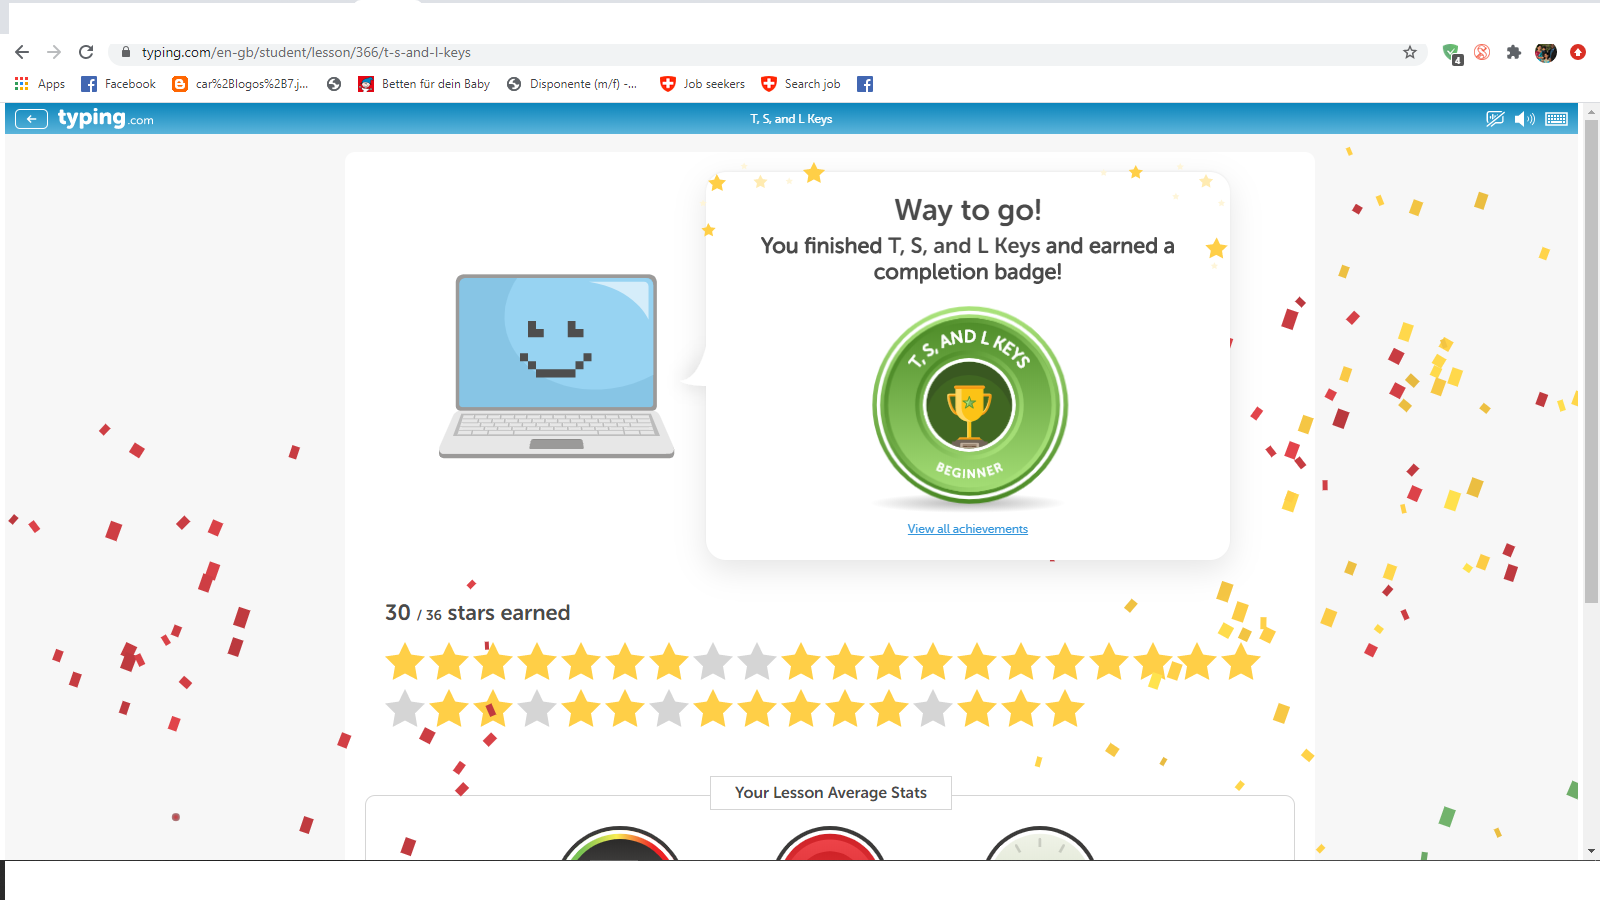 typing.com/en-gb/student/lesson/366/t-s-and-l-keys
4
Apps Facebook car%2Blogos%2B7.j... Betten für dein Baby Disponente (m/f) -... Job seekers Search job
typing.com T, S, and L Keys
Way to go!
You finished T, S, and L Keys and earned a
completion badge!
T, S, AND L KEYS
BEGINNER
View all achievements
30 / 36 stars earned
Your Lesson Average Stats